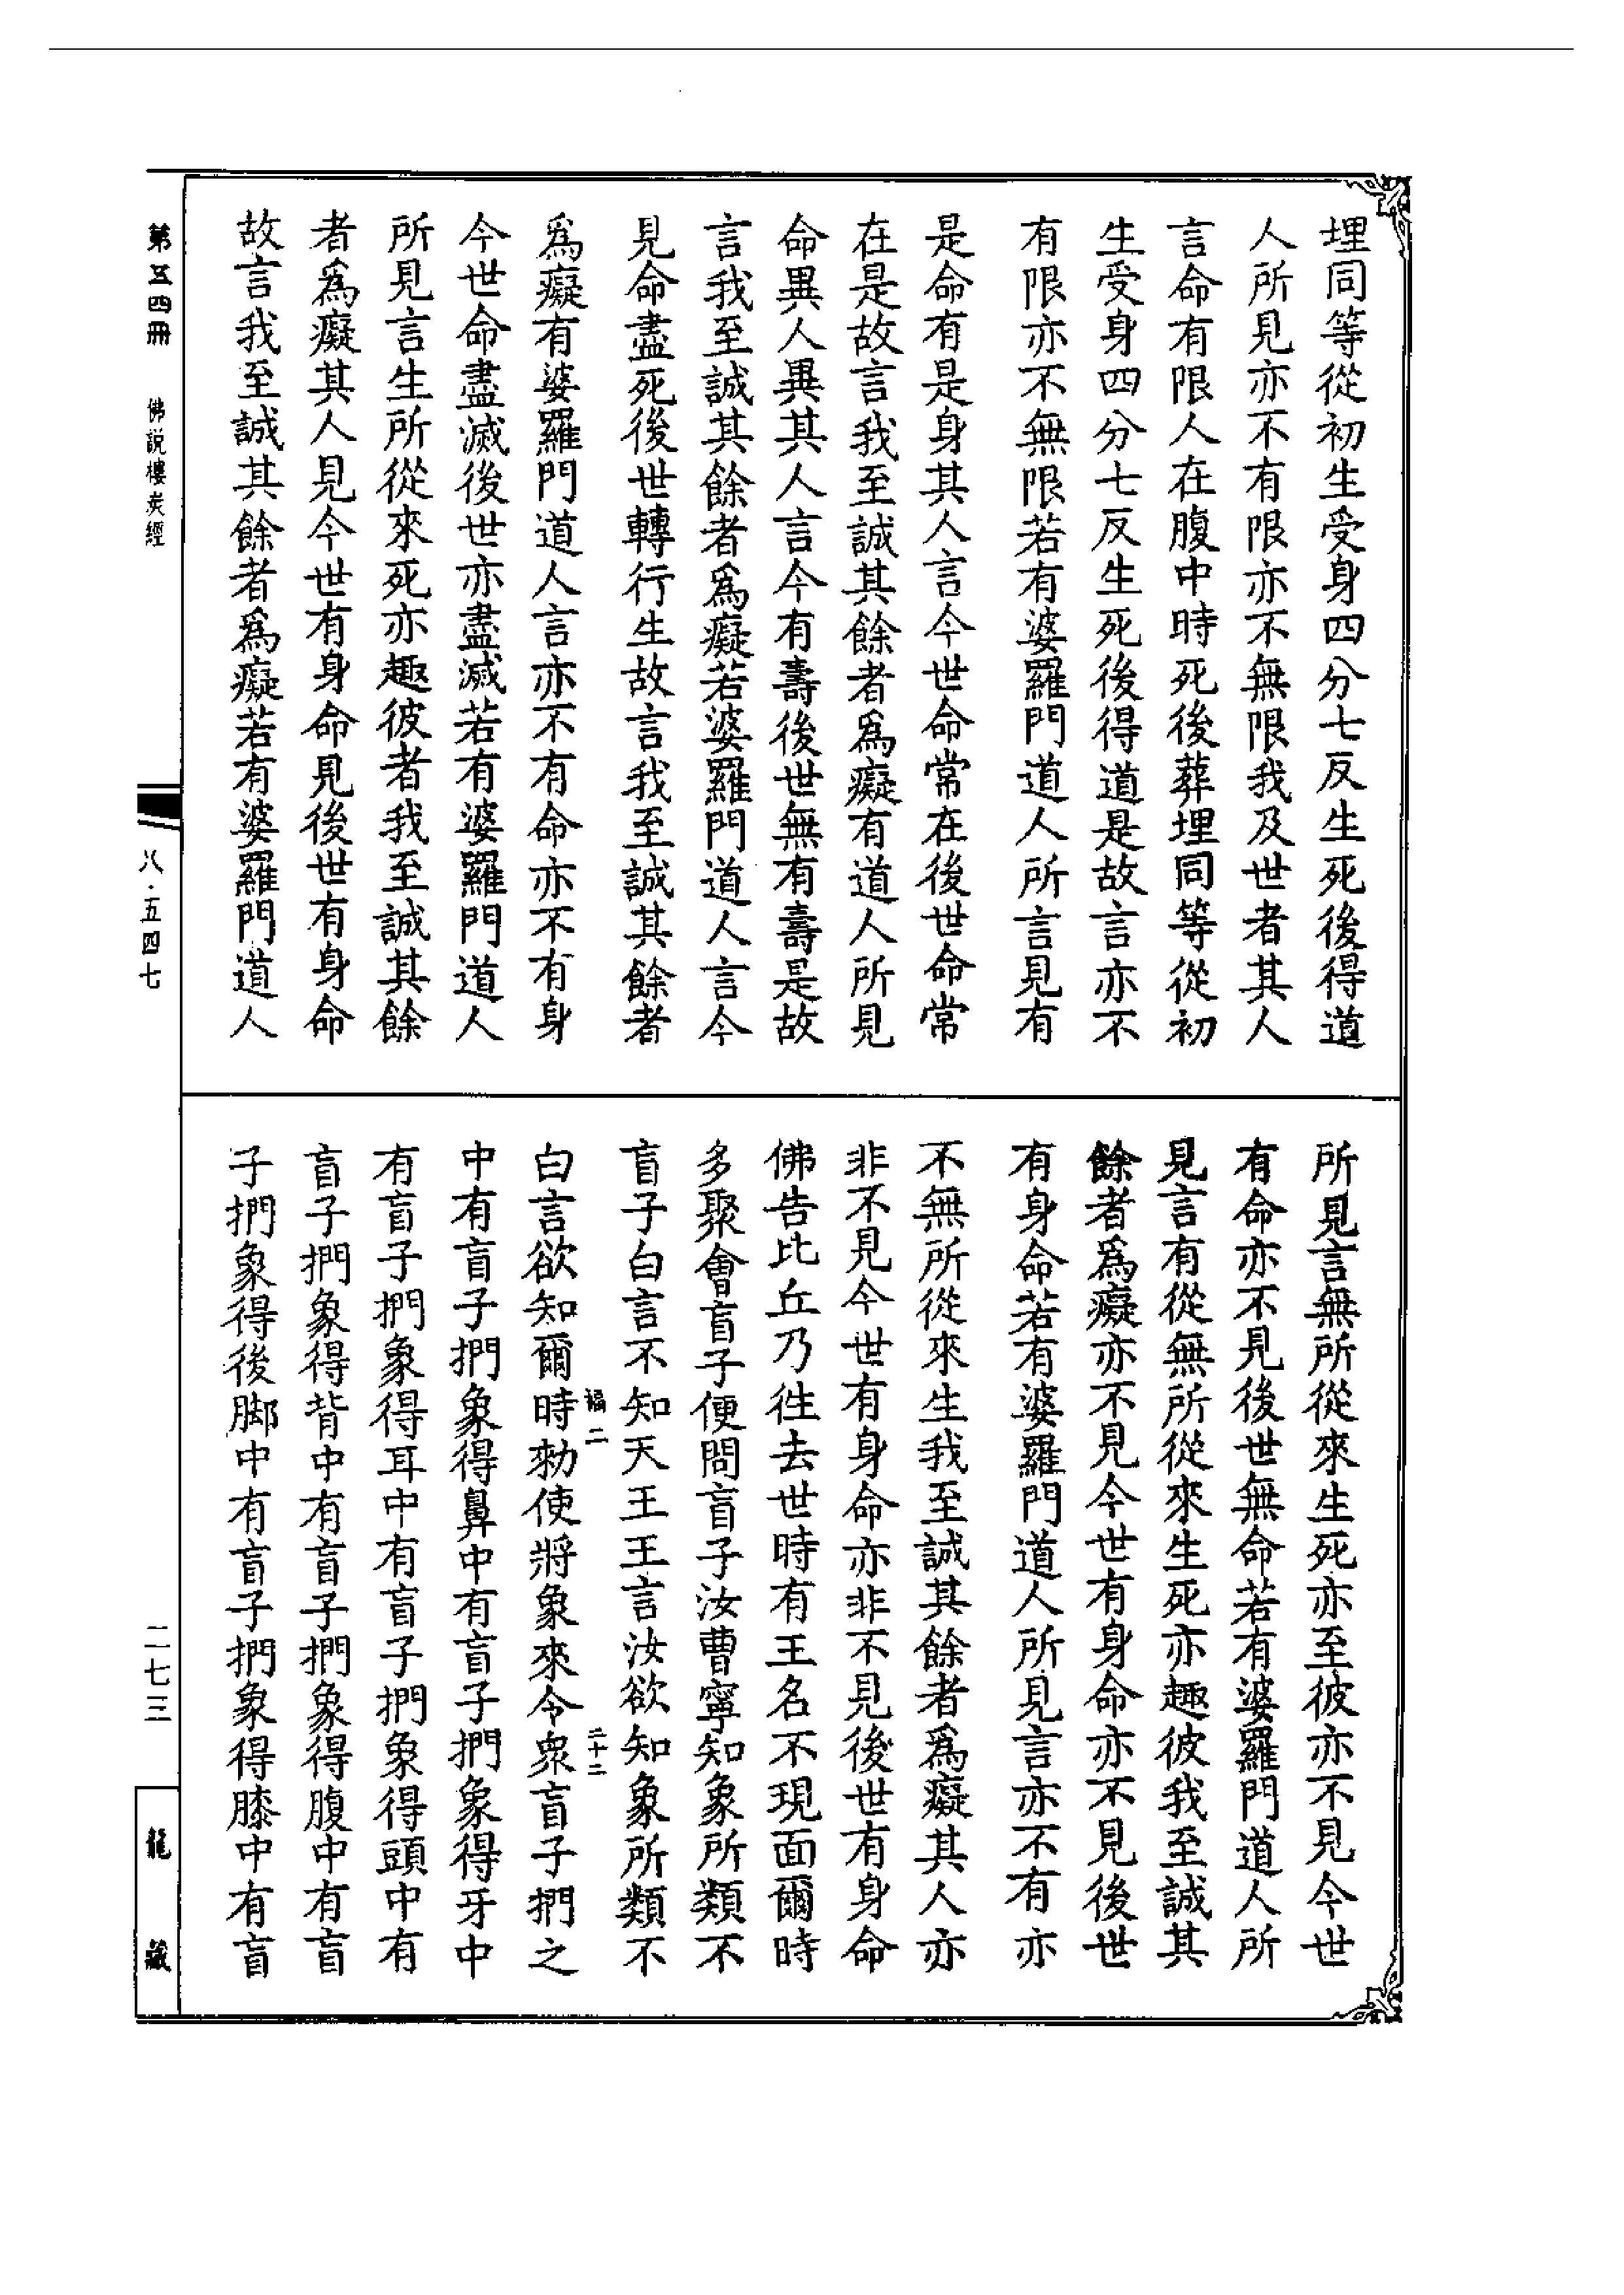 埋同等從初生受身四分七反生死後得道
人所見亦不有限亦不無限我及世者其人
言命有限人在腹中時死後葬埋同等從初
生受身四分七反生死後得道是故言亦不
有限亦不無限若有婆羅門道人所言見有
是命有是身其人言今世命常在後世命常
在是故言我至誠其餘者爲癡有道人所見
命異人異其人言今有壽後世無有壽是故
言我至誠其餘者爲癡若婆羅門道人言今
見命盡死後世轉行生故言我至誠其餘者
爲癡有婆羅門道人言亦不有命亦不有身
今世命盡滅後世亦盡滅若有婆羅門道人
所見言生所從來死亦趣彼者我至誠其餘
者爲癡其人見今世有身命見後世有身命
故言我至誠其餘者爲癡若有婆羅門道人
所見言無所從來生死亦至彼亦不見今世
有命亦不見後世無命若有婆羅門道人所
見言有從無所從來生死亦趣彼我至誠其
餘者爲癡亦不見今世有身命亦不見後世
有身命若有婆羅門道人所見言亦不有亦
不無所從來生我至誠其餘者爲癡其人亦
非不見今世有身命亦非不見後世有身命
佛告比丘乃往去世時有王名不現面爾時
多聚會盲子便問盲子汝曹寧知象所類不
盲子白言不知天王王言汝欲知象所類不
福二 二十二
白言欲知爾時勑使將象來令衆盲子捫之
中有盲子捫象得鼻中有盲子捫象得牙中
有盲子捫象得耳中有盲子捫象得頭中有
盲子捫象得背中有盲子捫象得腹中有盲
子捫象得後脚中有盲子捫象得膝中有盲
第三四冊 佛説樓炭經
八·五四七
二七三
龍藏